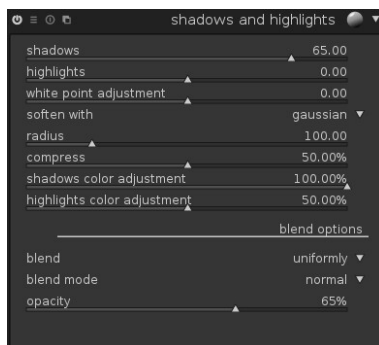 shadows and highlights
shadows 65.00
highlights 0.00
white point adjustment 0.00
soften with gaussian
radius 100.00
compress 50.00%
shadows color adjustment 100.00%
highlights color adjustment 50.00%
blend options
blend uniformly
blend mode normal
opacity 65%